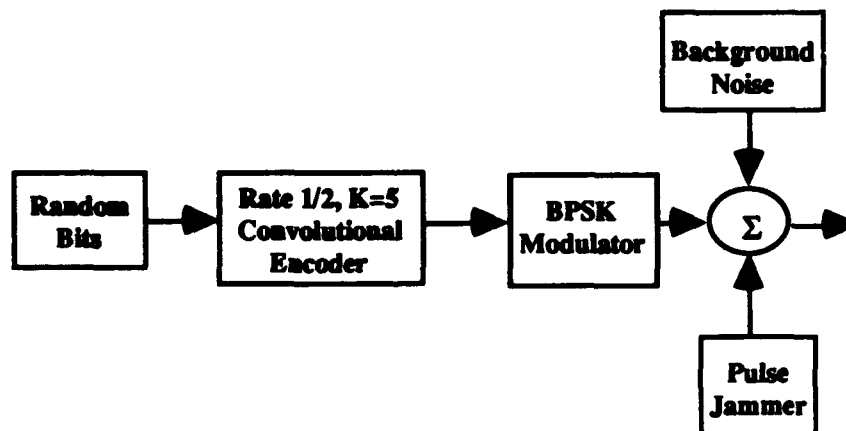 Background
Noise
Random
Bits
Rate 1/2, K=5
Convolutional
Encoder
BPSK
Modulator
Σ
Pulse
Jammer